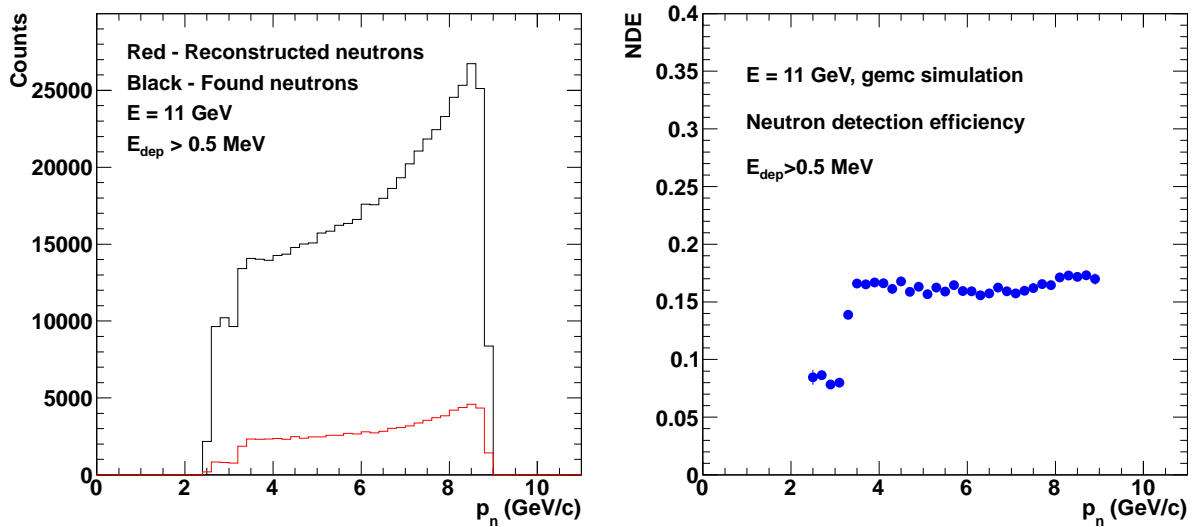 Counts
25000
20000
15000
10000
5000
0
Red - Reconstructed neutrons
Black - Found neutrons
E = 11 GeV
E_dep > 0.5 MeV
0 2 4 6 8 10
p_n (GeV/c)
NDE
0.4
0.35
0.3
0.25
0.2
0.15
0.1
0.05
0
E = 11 GeV, gemc simulation
Neutron detection efficiency
E_dep>0.5 MeV
0 2 4 6 8 10
p_n (GeV/c)